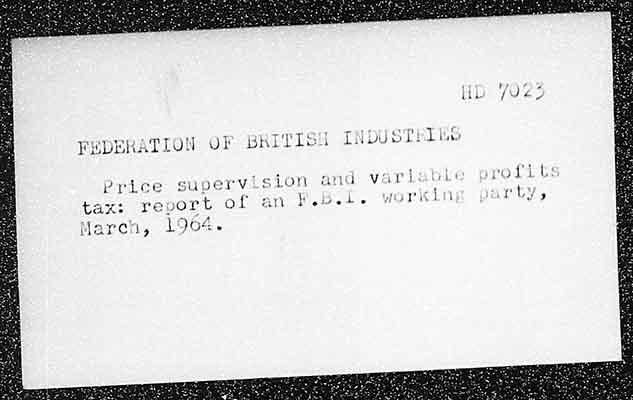 HD 7023
FEDERATION OF BRITISH INDUSTRIES
Price supervision and variable profits
tax: report of an F.B.I. working party,
March, 1964.